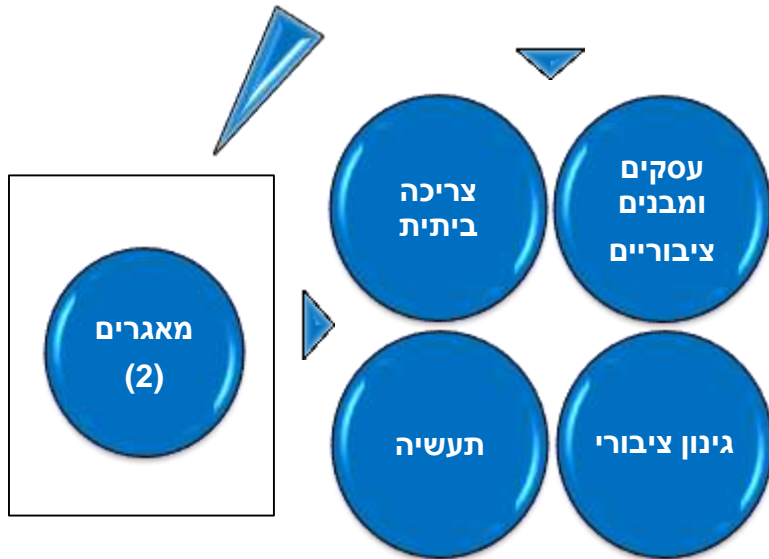 עסקים
ומבנים
ציבוריים
צריכה
ביתית
מאגרים
(2)
גינון ציבורי
תעשיה